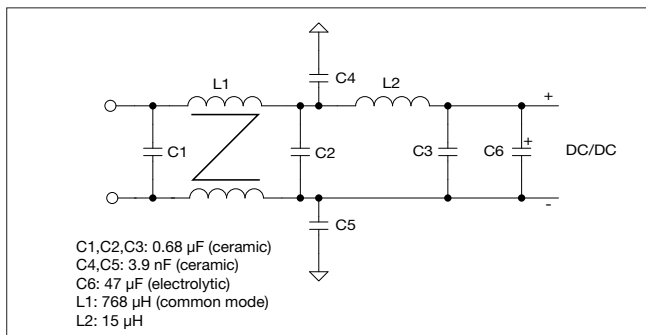 L1
C4
L2
+
C1
C2
C3
C6
+
DC/DC
-
C5
C1,C2,C3: 0.68 µF (ceramic)
C4,C5: 3.9 nF (ceramic)
C6: 47 µF (electrolytic)
L1: 768 µH (common mode)
L2: 15 µH